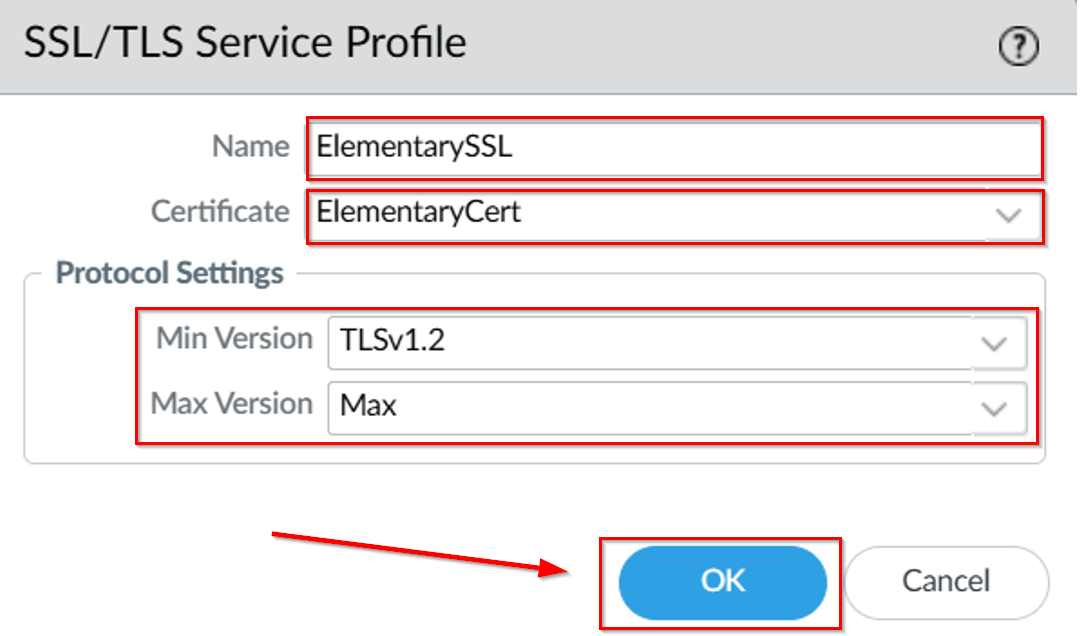 SSL/TLS Service Profile ?
Name ElementarySSL
Certificate ElementaryCert
Protocol Settings
Min Version TLSv1.2
Max Version Max
OK Cancel